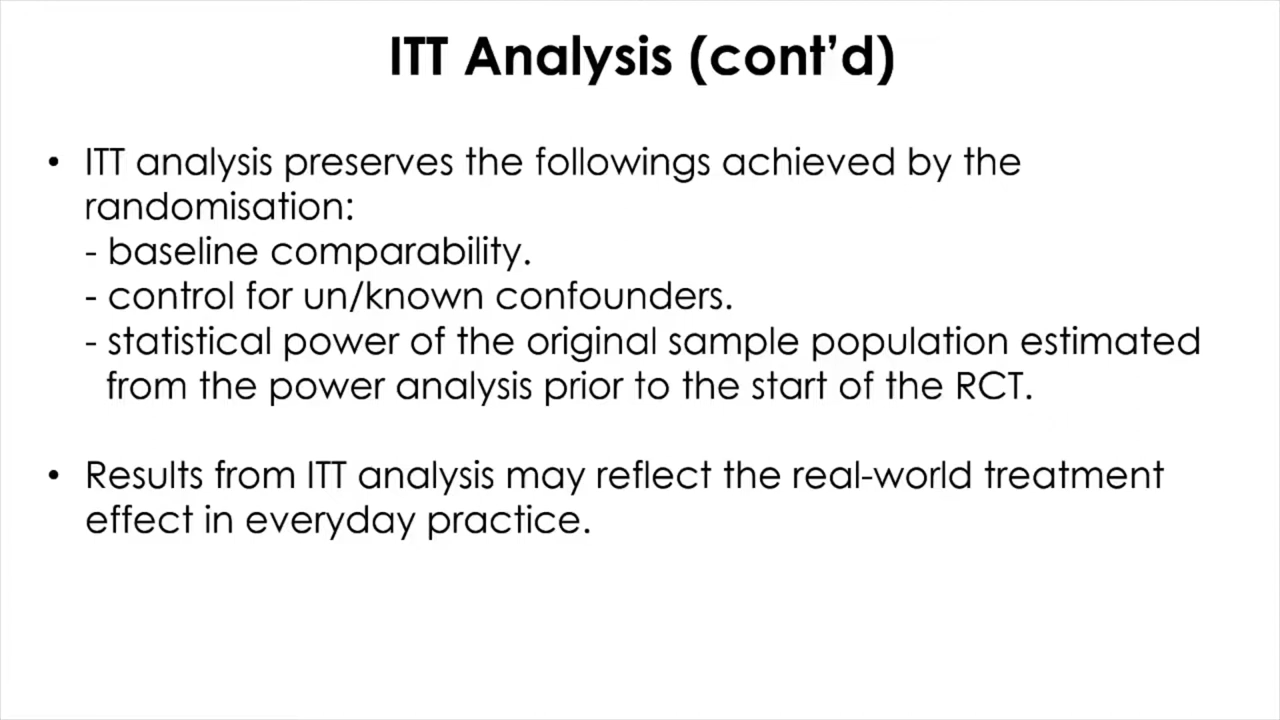 ITT Analysis (cont’d)
• ITT analysis preserves the followings achieved by the
randomisation:
- baseline comparability.
- control for un/known confounders.
- statistical power of the original sample population estimated
from the power analysis prior to the start of the RCT.
• Results from ITT analysis may reflect the real-world treatment
effect in everyday practice.